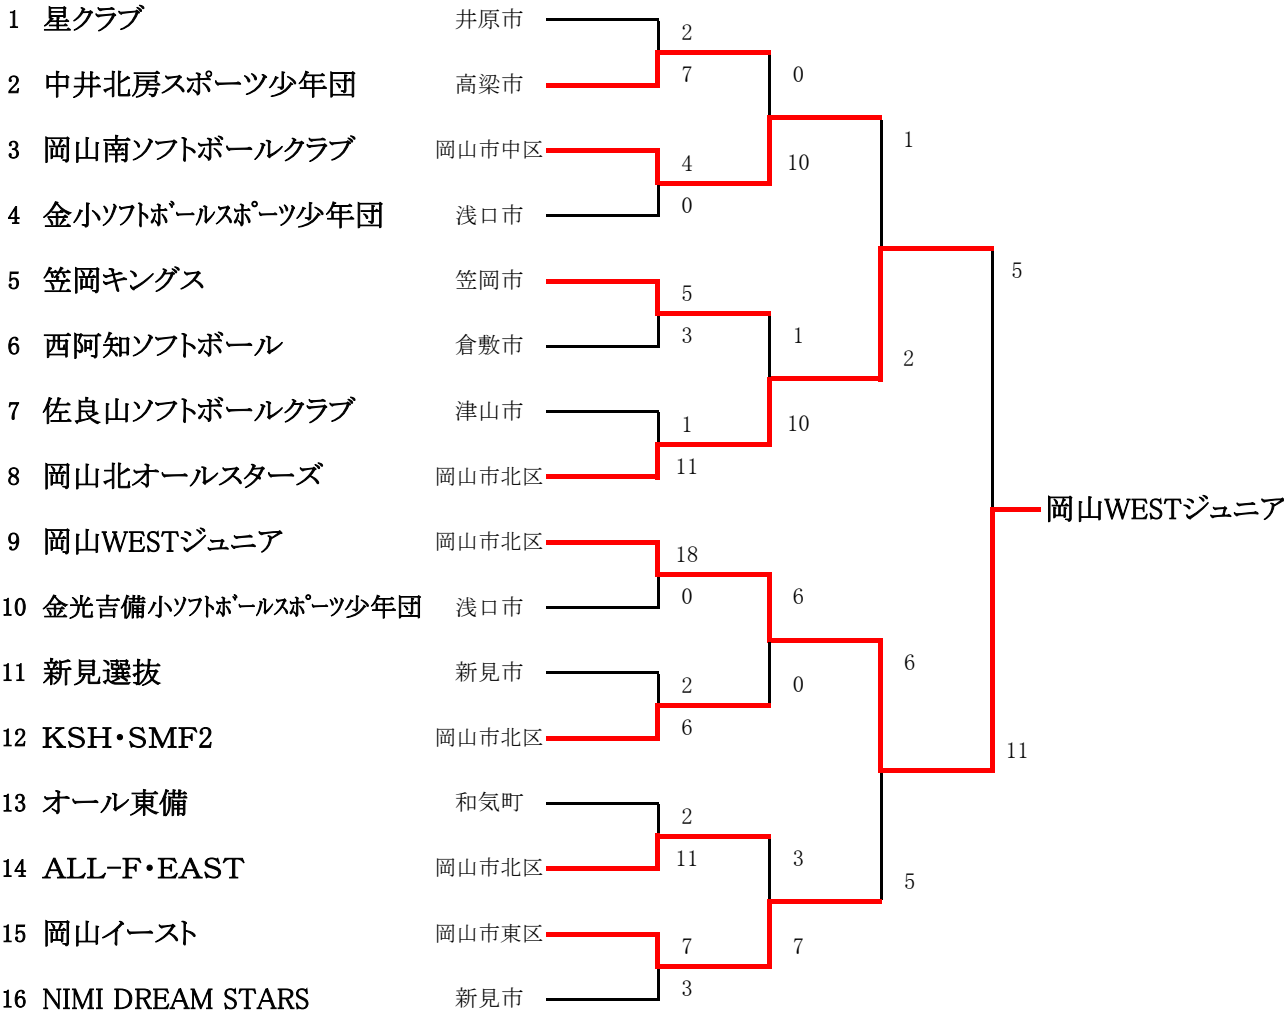 1 星クラブ 井原市
2
7
2 中井北房スポーツ少年団 高梁市
0
3 岡山南ソフトボールクラブ 岡山市中区
4
10
1
4 金小ソフトボールスポーツ少年団 浅口市
0
5 笠岡キングス 笠岡市
5
5
6 西阿知ソフトボール 倉敷市
3
1
2
7 佐良山ソフトボールクラブ 津山市
1
10
8 岡山北オールスターズ 岡山市北区
11
岡山WESTジュニア
9 岡山WESTジュニア 岡山市北区
18
10 金光吉備小ソフトボールスポーツ少年団 浅口市
0
6
11 新見選抜 新見市
2
0
6
12 KSH・SMF2 岡山市北区
6
11
13 オール東備 和気町
2
14 ALL-F・EAST 岡山市北区
11
3
5
15 岡山イースト 岡山市東区
7
7
16 NIMI DREAM STARS 新見市
3